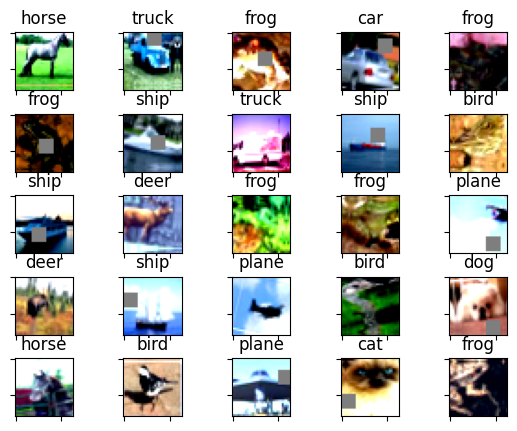 horse truck frog car frog
frog ship truck ship bird
ship deer frog frog plane
deer ship plane bird dog
horse bird plane cat frog